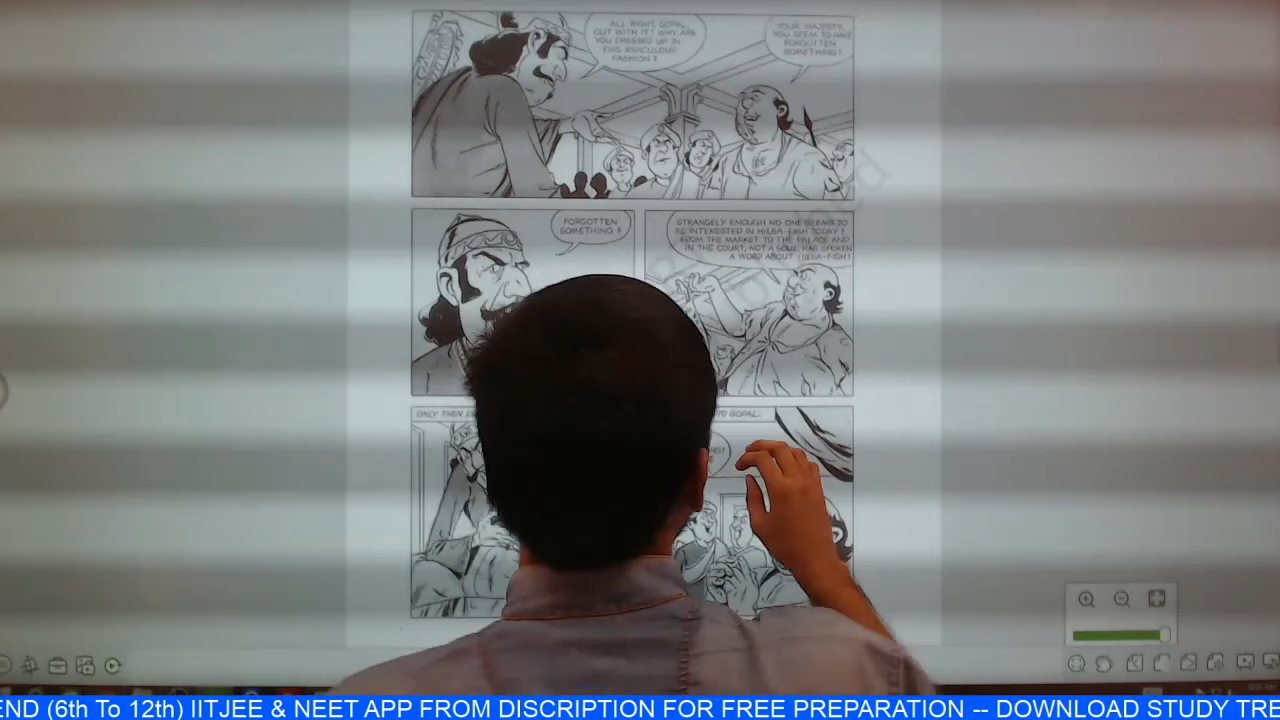 ALL RIGHT, GOPAL.
OUT WITH IT! WHY ARE
YOU DRESSED UP IN
THIS RIDICULOUS
FASHION?
YOUR MAJESTY,
YOU SEEM TO HAVE
FORGOTTEN
SOMETHING!
FORGOTTEN
SOMETHING?
STRANGELY ENOUGH NO ONE SEEMS TO
BE INTERESTED IN HILSA-FISH TODAY!
FROM THE MARKET TO THE PALACE AND
IN THE COURT, NOT A SOUL HAS SPOKEN
A WORD ABOUT HILSA-FISH!
ONLY THEN
TO GOPAL.
END (6th To 12th) IITJEE & NEET APP FROM DISCRIPTION FOR FREE PREPARATION -- DOWNLOAD STUDY TRE